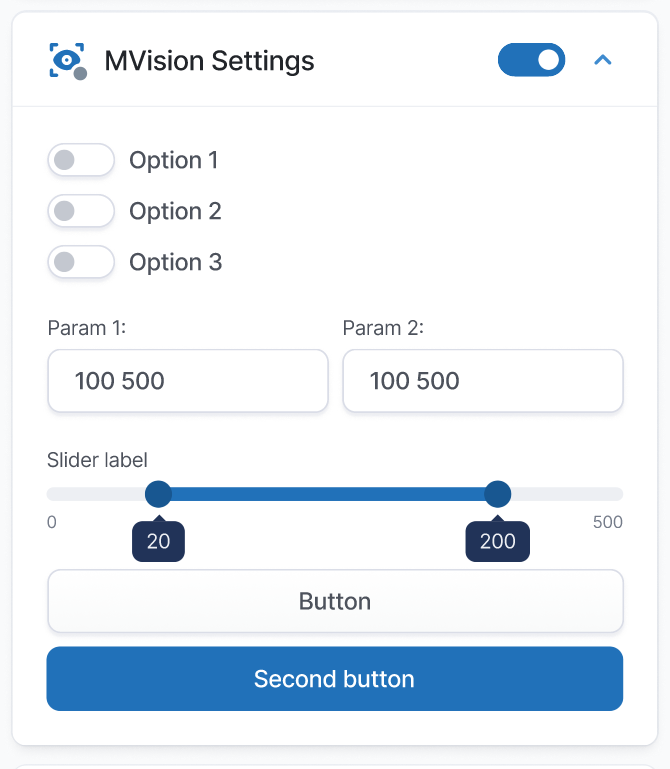 MVision Settings
Option 1
Option 2
Option 3
Param 1: Param 2:
100 500 100 500
Slider label
0 500
20 200
Button
Second button